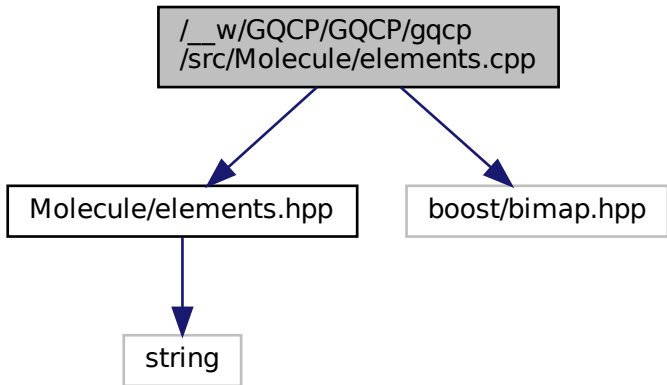 /__w/GQCP/GQCP/gqcp
/src/Molecule/elements.cpp
Molecule/elements.hpp
boost/bimap.hpp
string